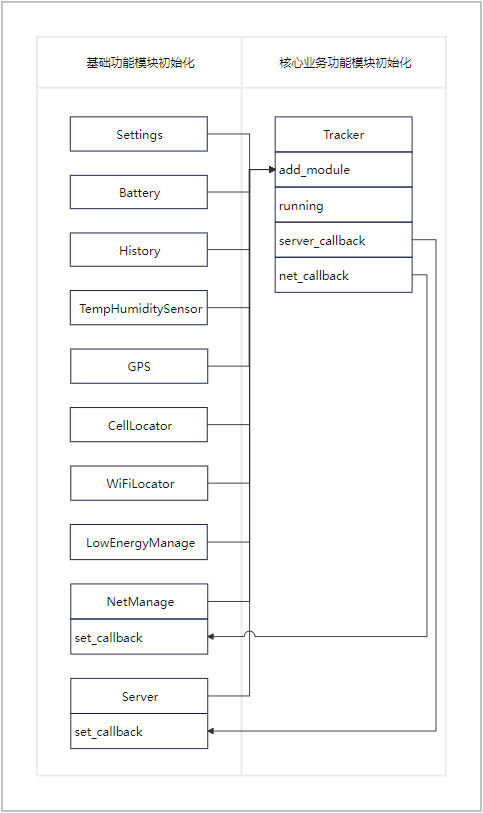 基础功能模块初始化
核心业务功能模块初始化
Settings
Battery
History
TempHumiditySensor
GPS
CellLocator
WiFiLocator
LowEnergyManage
NetManage
set_callback
Server
set_callback
Tracker
add_module
running
server_callback
net_callback